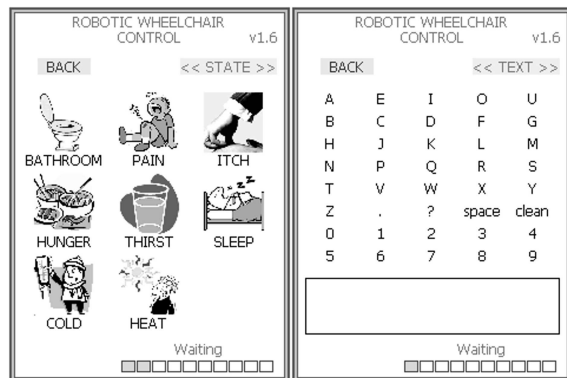 ROBOTIC WHEELCHAIR
CONTROL v1.6
BACK << STATE >>
BATHROOM PAIN ITCH
zzz
HUNGER THIRST SLEEP
COLD HEAT
Waiting
ROBOTIC WHEELCHAIR
CONTROL v1.6
BACK << TEXT >>
A E I O U
B C D F G
H J K L M
N P Q R S
T V W X Y
Z . ? space clean
0 1 2 3 4
5 6 7 8 9
Waiting